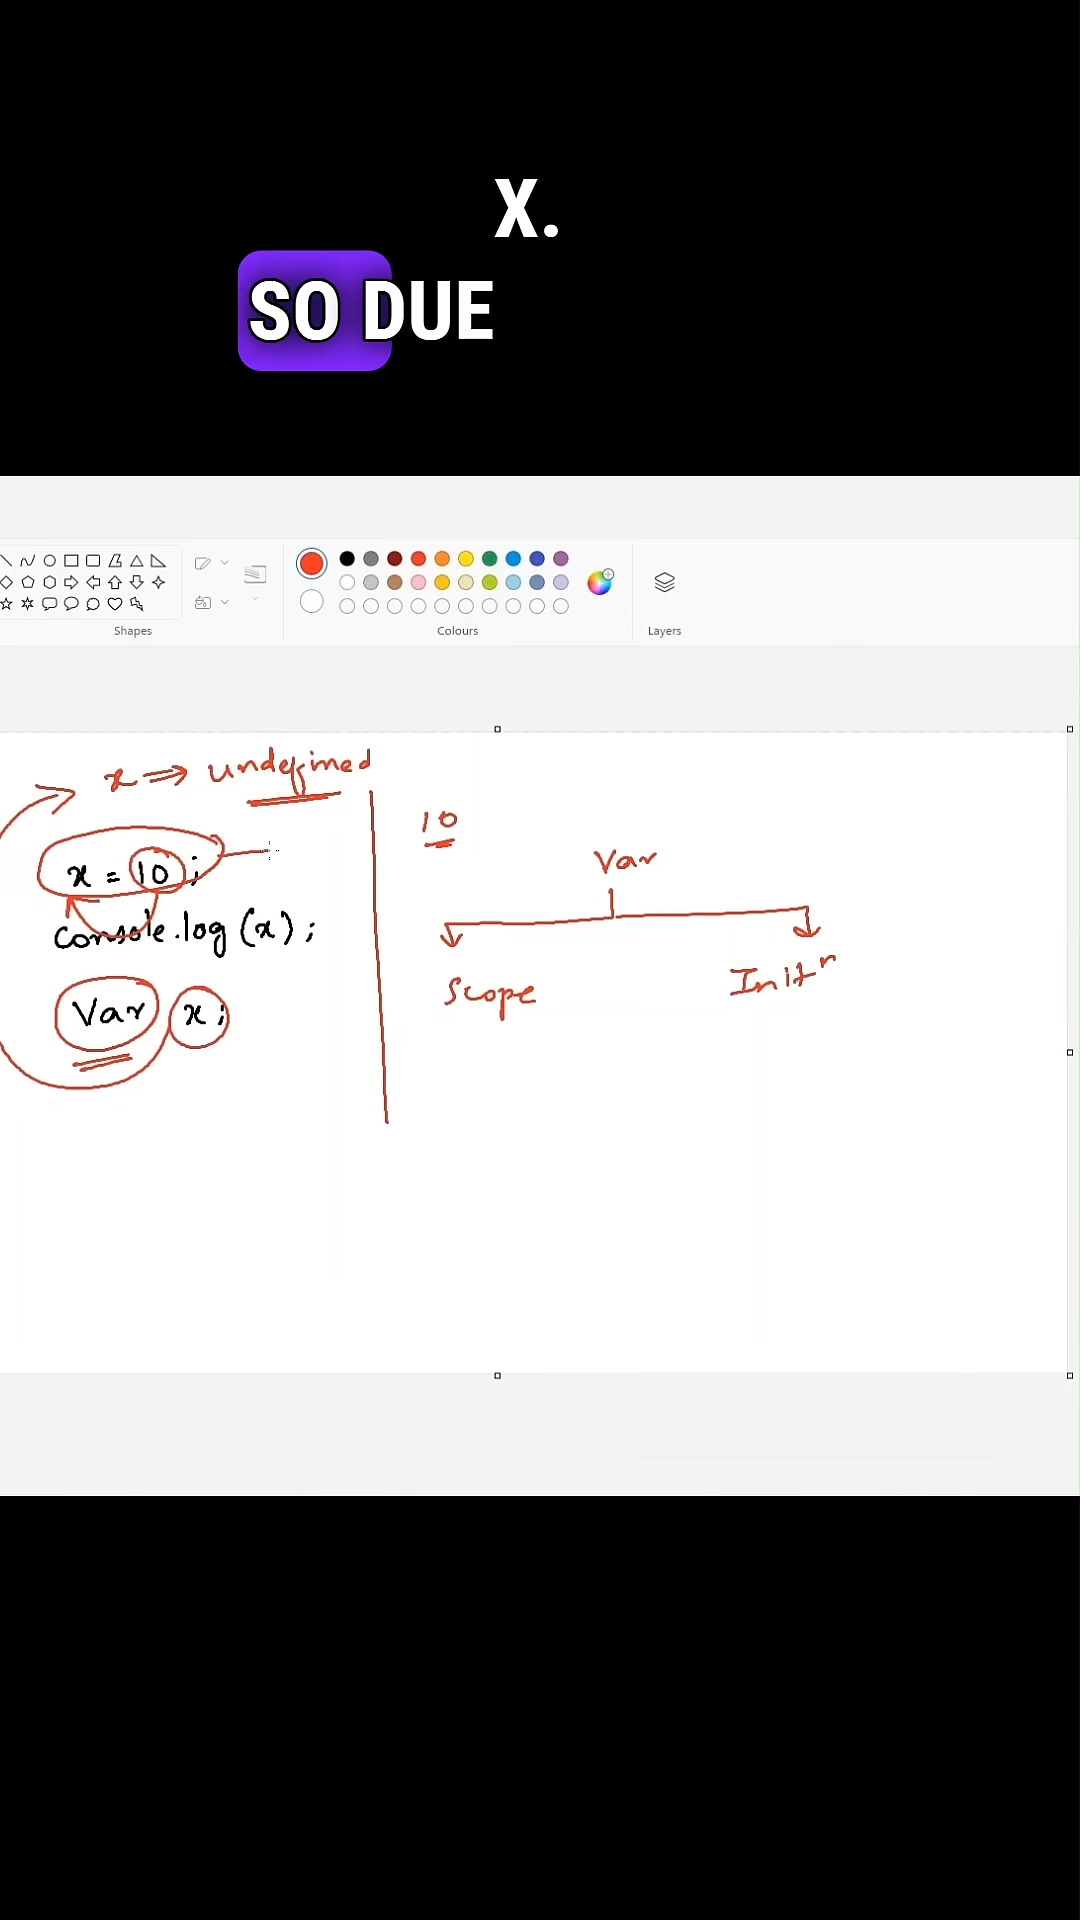 X.
SO DUE
Shapes
Colours
Layers
x ⇒ undefined
x = 10;
console.log(x);
Var x;
10
Var
Scope
Initⁿ